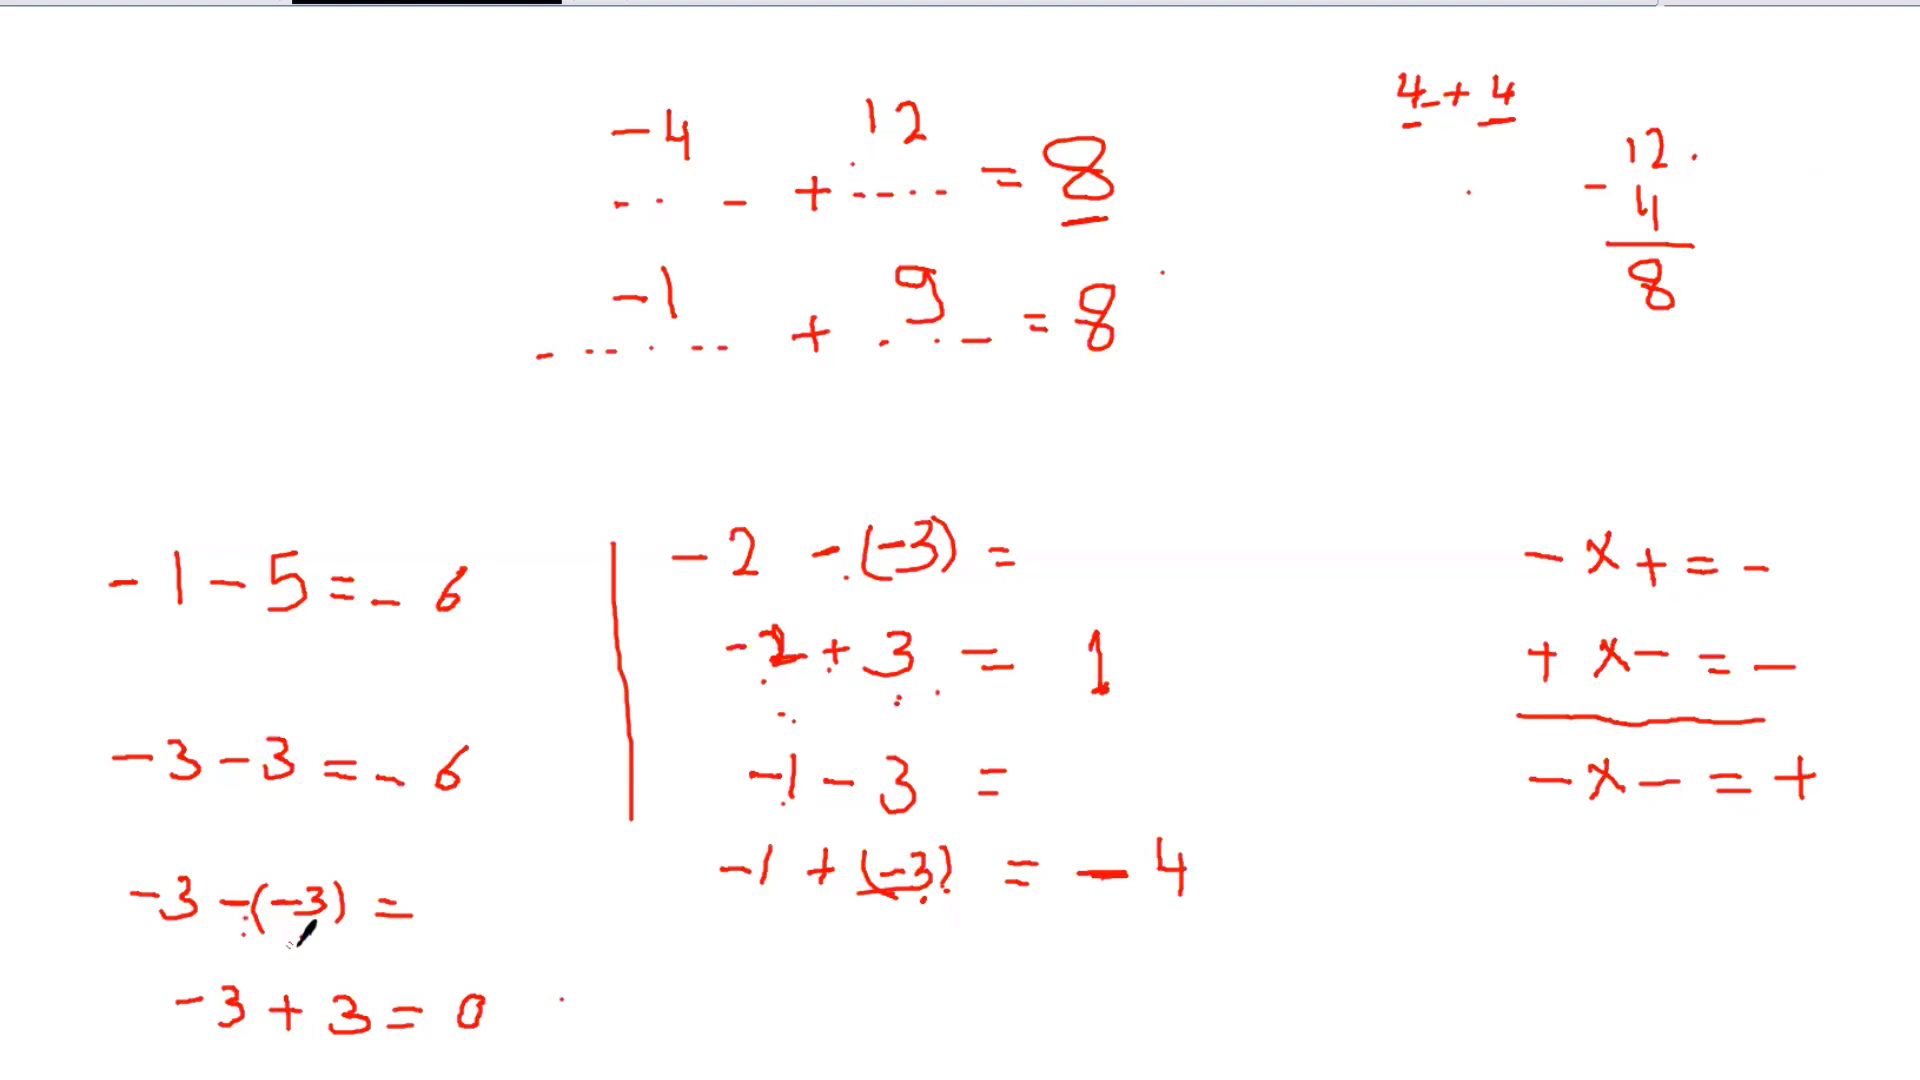 4 + 4
-4 + 12 = 8
12
- 4
8
-1 + 9 = 8
-1 - 5 = - 6
-3 - 3 = - 6
-3 - (-3) =
-3 + 3 = 0
-2 - (-3) =
-2 + 3 = 1
-1 - 3 =
-1 + (-3) = - 4
- x + = -
+ x - = -
- x - = +